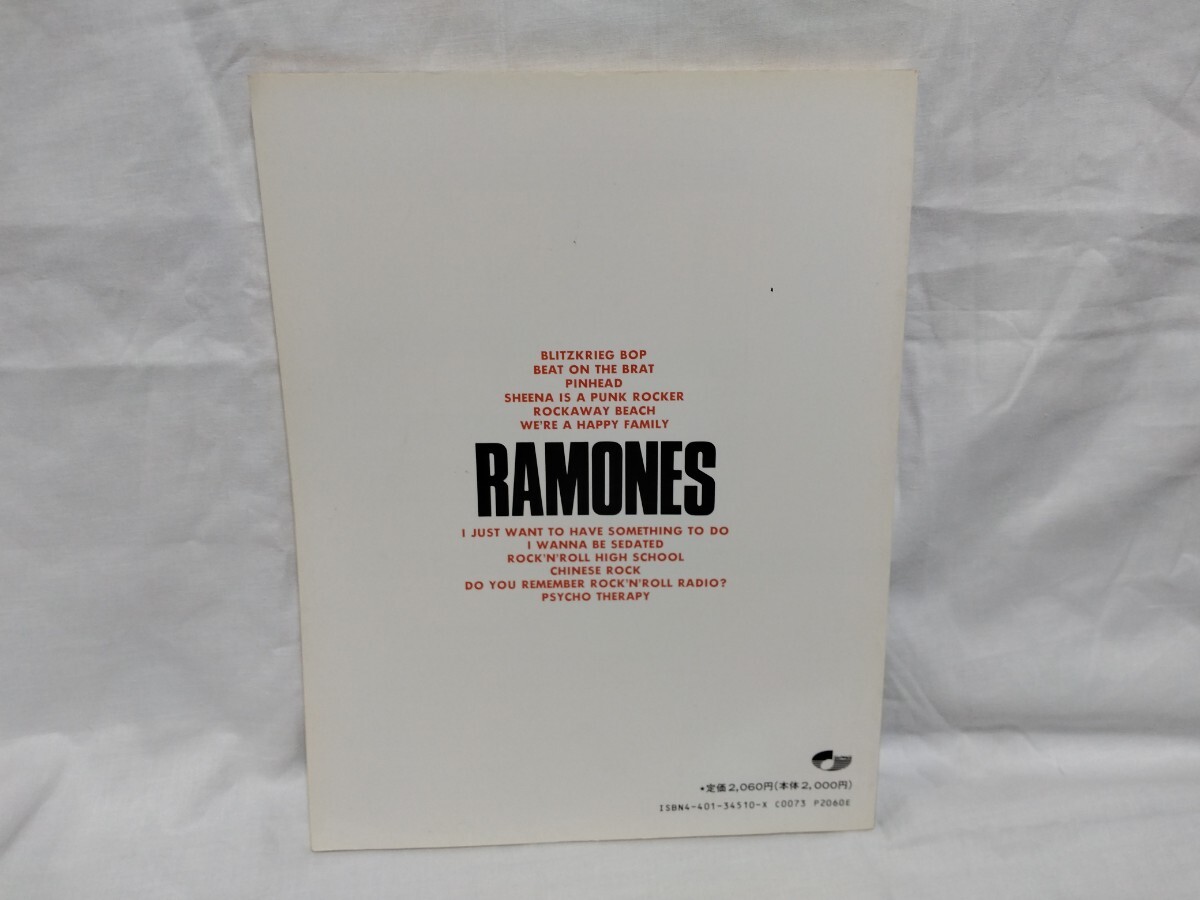 BLITZKRIEG BOP
BEAT ON THE BRAT
PINHEAD
SHEENA IS A PUNK ROCKER
ROCKAWAY BEACH
WE'RE A HAPPY FAMILY
RAMONES
I JUST WANT TO HAVE SOMETHING TO DO
I WANNA BE SEDATED
ROCK'N'ROLL HIGH SCHOOL
CHINESE ROCK
DO YOU REMEMBER ROCK'N'ROLL RADIO?
PSYCHO THERAPY
★定価2,060円(本体2,000円)
ISBN4-401-34510-X C0073 P2060E